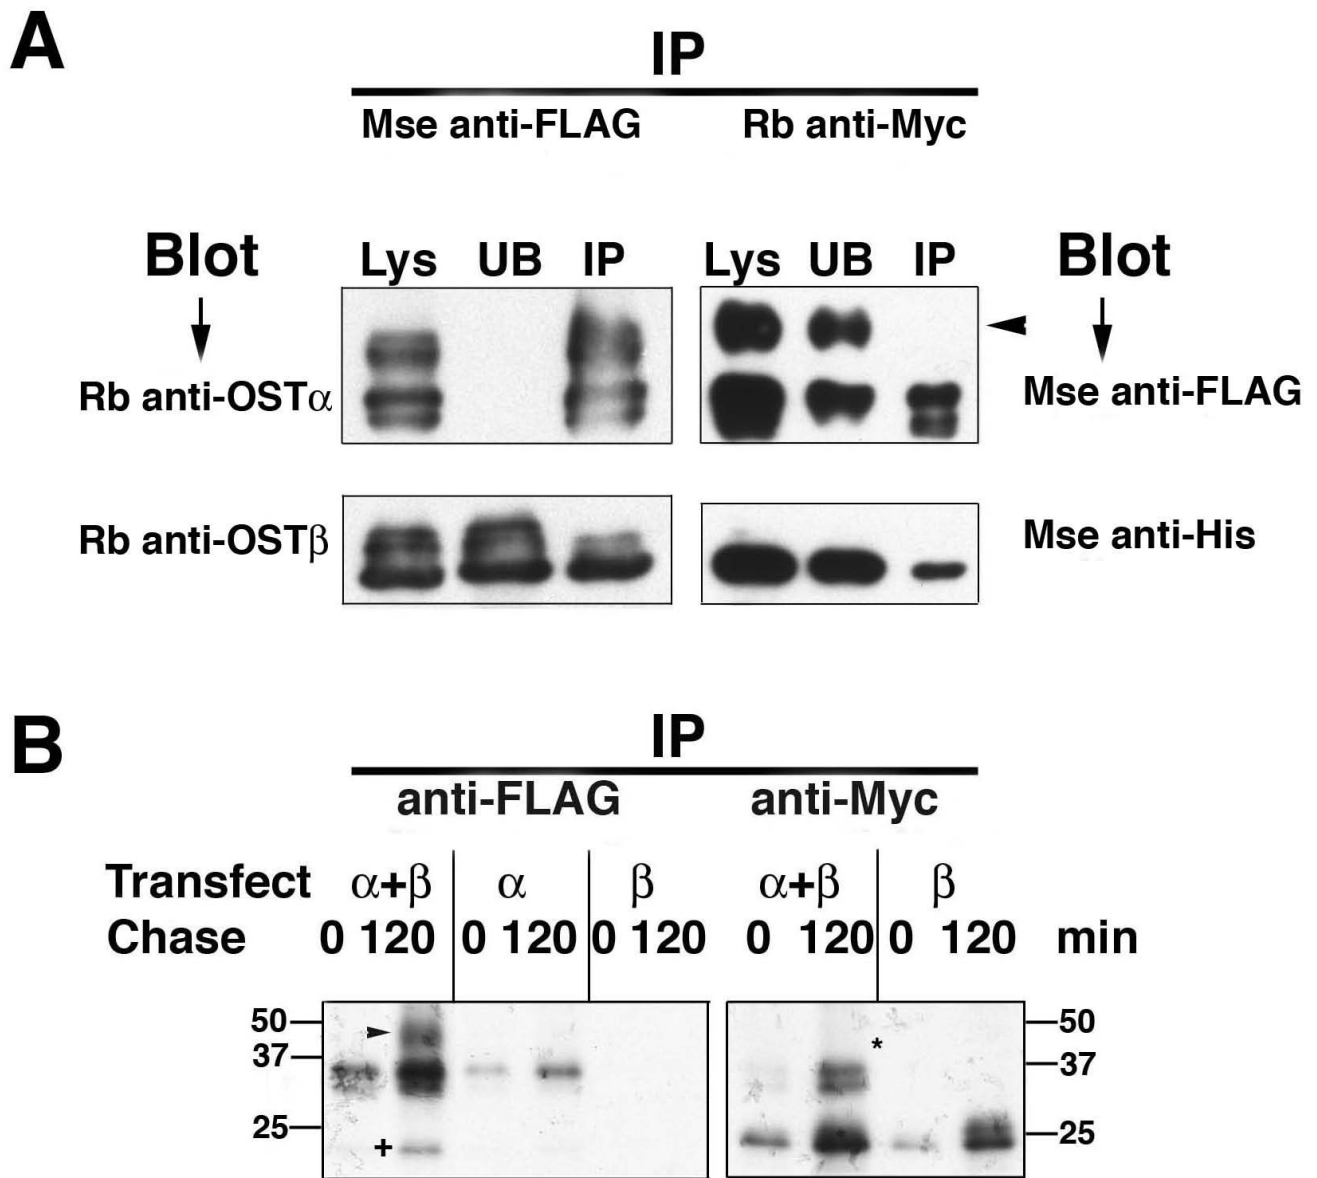 A
IP
Mse anti-FLAG Rb anti-Myc
Blot Lys UB IP Lys UB IP Blot
Rb anti-OSTα Mse anti-FLAG
Rb anti-OSTβ Mse anti-His
B
IP
anti-FLAG anti-Myc
Transfect α+β α β α+β β
Chase 0 120 0 120 0 120 0 120 0 120 min
50 50
*
37 37
25 25
+